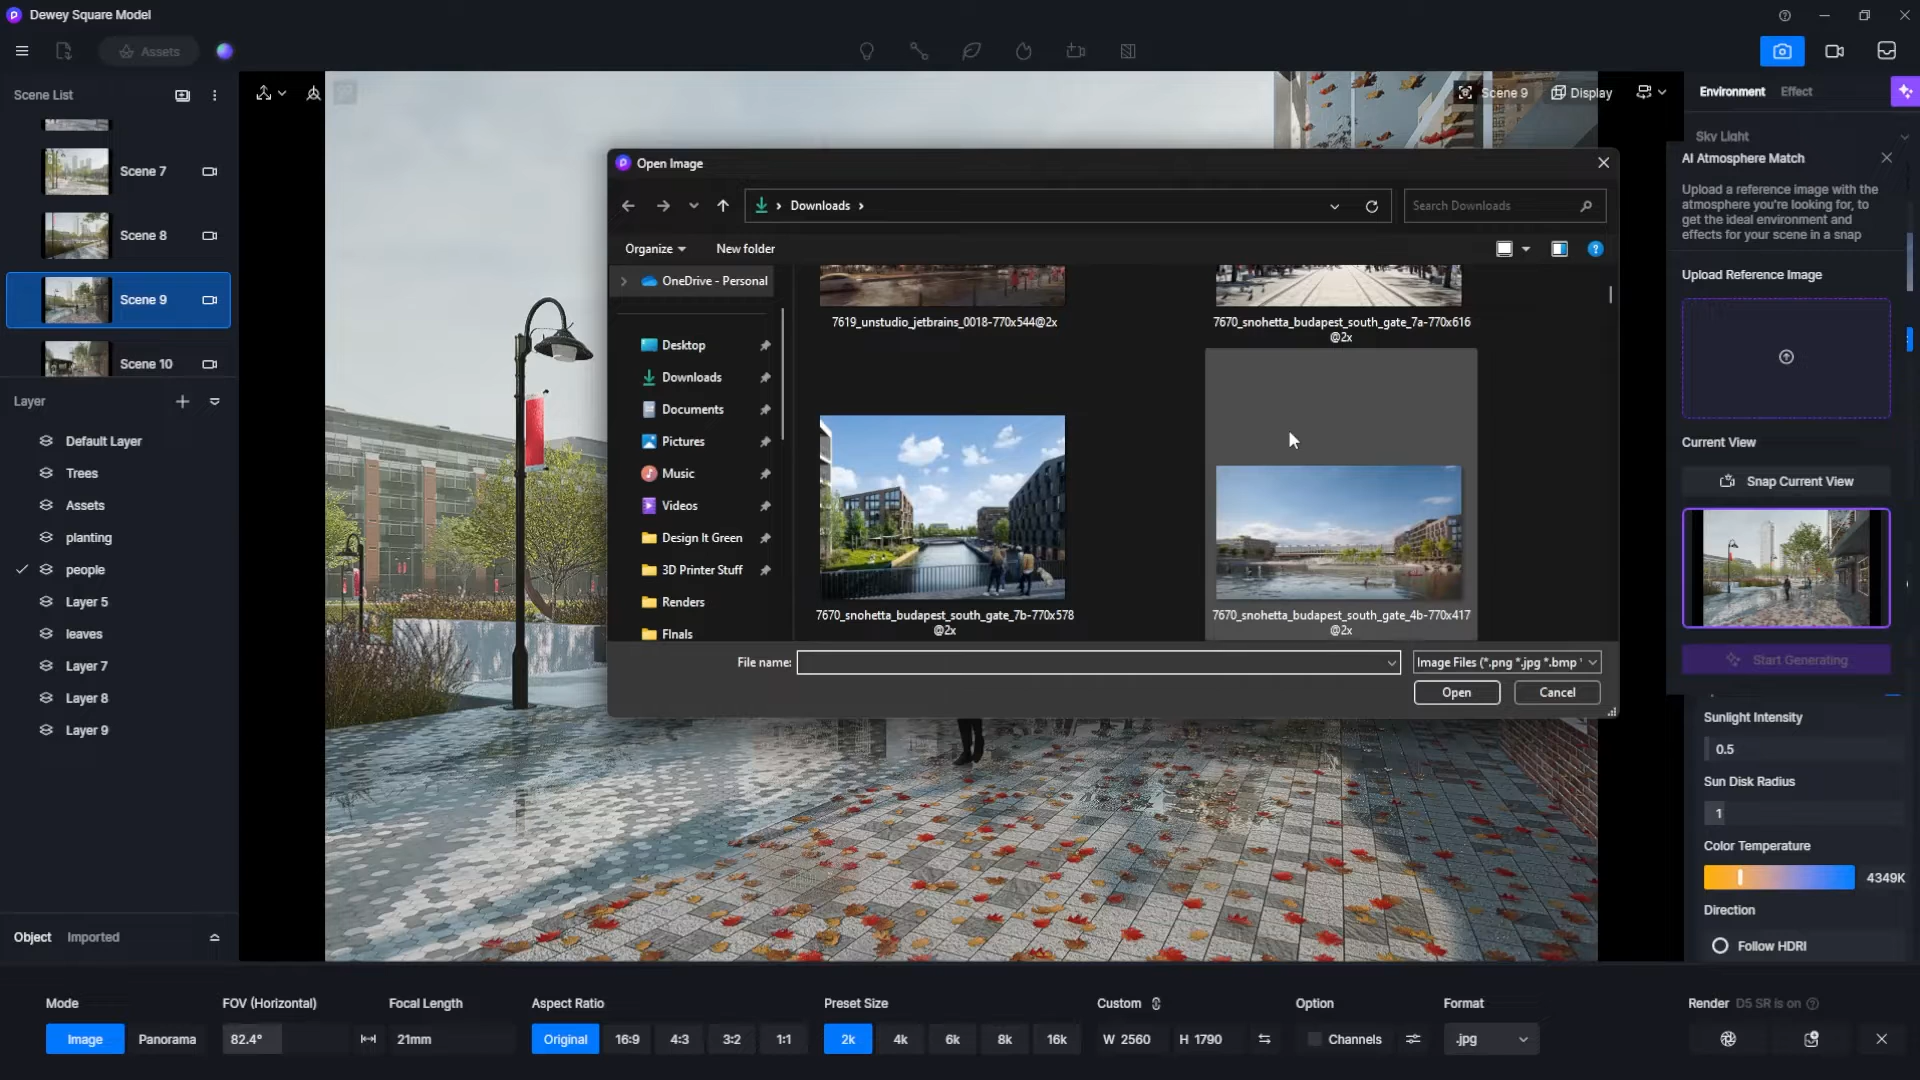 Dewey Square Model
Assets
Scene List
Scene 7
Scene 8
Scene 9
Scene 10
Layer
Default Layer
Trees
Assets
planting
people
Layer 5
leaves
Layer 7
Layer 8
Layer 9
Object Imported
Scene 9
Display
Open Image
Downloads
Search Downloads
Organize
New folder
OneDrive - Personal
Desktop
Downloads
Documents
Pictures
Music
Videos
Design It Green
3D Printer Stuff
Renders
FInals
7619_unstudio_jetbrains_0018-770x544@2x
7670_snohetta_budapest_south_gate_7a-770x616
@2x
7670_snohetta_budapest_south_gate_7b-770x578
@2x
7670_snohetta_budapest_south_gate_4b-770x417
@2x
File name:
Image Files (*.png *.jpg *.bmp '
Open
Cancel
Environment Effect
Sky Light
AI Atmosphere Match
Upload a reference image with the
atmosphere you're looking for, to
get the ideal environment and
effects for your scene in a snap
Upload Reference Image
Current View
Snap Current View
Start Generating
Sunlight Intensity
0.5
Sun Disk Radius
1
Color Temperature
4349K
Direction
Follow HDRI
Mode
Image
Panorama
FOV (Horizontal)
82.4°
Focal Length
21mm
Aspect Ratio
Original
16:9
4:3
3:2
1:1
Preset Size
2k
4k
6k
8k
16k
Custom
W 2560
H 1790
Option
Channels
Format
.jpg
Render D5 SR is on